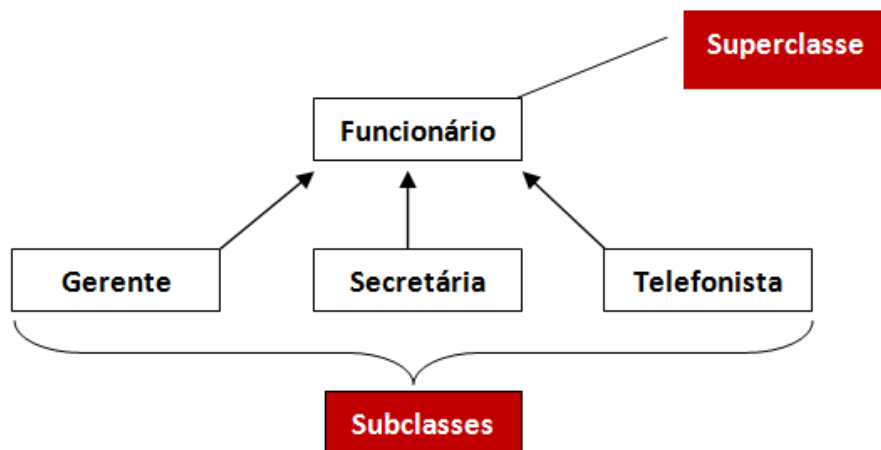 Superclasse
Funcionário
Gerente
Secretária
Telefonista
Subclasses